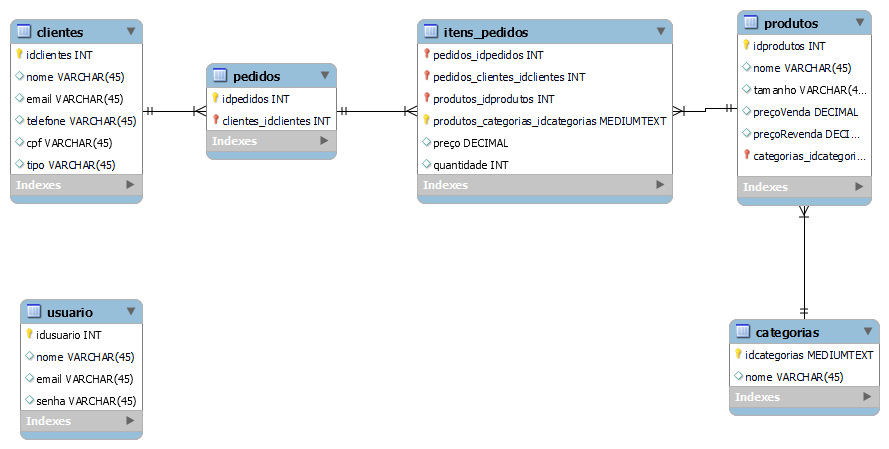 clientes
idclientes INT
nome VARCHAR(45)
email VARCHAR(45)
telefone VARCHAR(45)
cpf VARCHAR(45)
tipo VARCHAR(45)
Indexes
pedidos
idpedidos INT
clientes_idclientes INT
Indexes
itens_pedidos
pedidos_idpedidos INT
pedidos_clientes_idclientes INT
produtos_idprodutos INT
produtos_categorias_idcategorias MEDIUMTEXT
preço DECIMAL
quantidade INT
Indexes
produtos
idprodutos INT
nome VARCHAR(45)
tamanho VARCHAR(4...
preçoVenda DECIMAL
preçoRevenda DECI...
categorias_idcategori...
Indexes
usuario
idusuario INT
nome VARCHAR(45)
email VARCHAR(45)
senha VARCHAR(45)
Indexes
categorias
idcategorias MEDIUMTEXT
nome VARCHAR(45)
Indexes